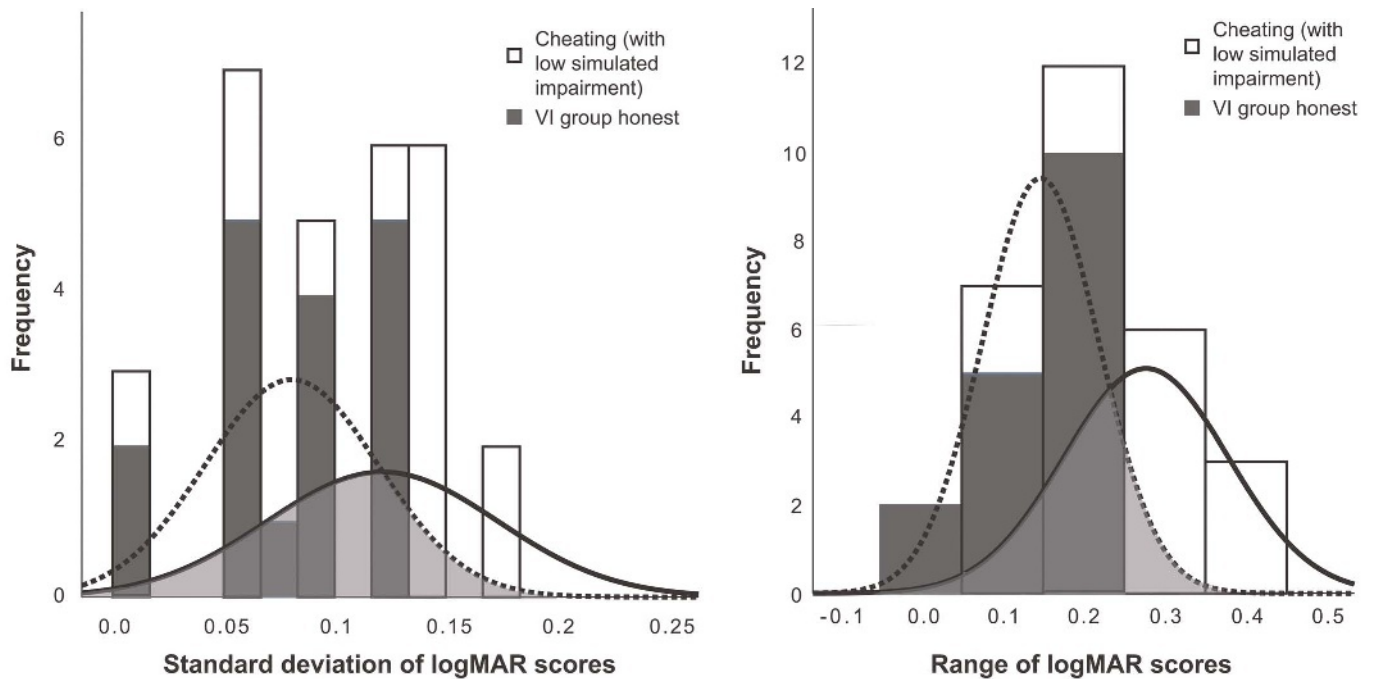 Cheating (with
low simulated
impairment)
VI group honest
6
4
2
0
Frequency
0.0 0.05 0.1 0.15 0.2 0.25
Standard deviation of logMAR scores
Cheating (with
low simulated
impairment)
VI group honest
12
10
8
6
4
2
0
Frequency
-0.1 0.0 0.1 0.2 0.3 0.4 0.5
Range of logMAR scores